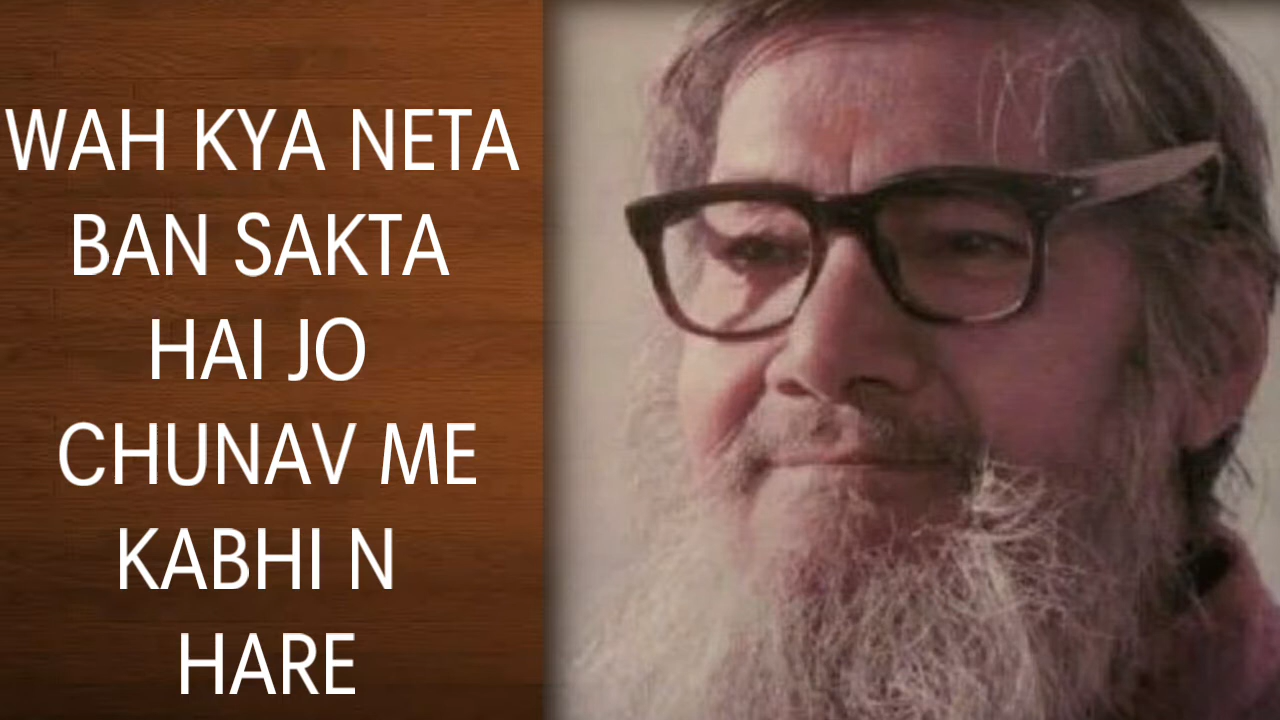 WAH KYA NETA
BAN SAKTA
HAI JO
CHUNAV ME
KABHI N
HARE